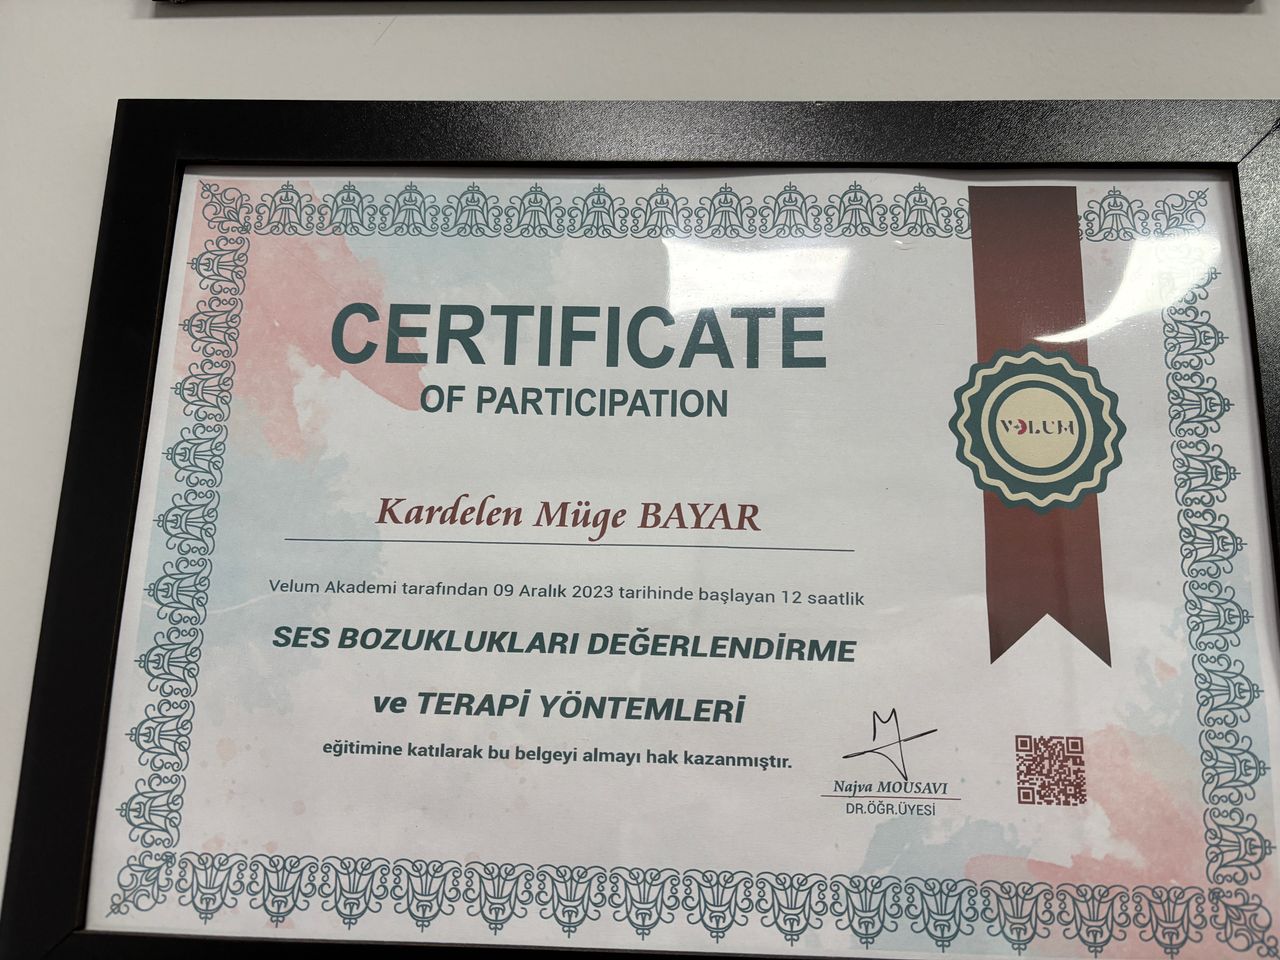 CERTIFICATE
OF PARTICIPATION
VOLUM
Kardelen Müge BAYAR
Velum Akademi tarafından 09 Aralık 2023 tarihinde başlayan 12 saatlik
SES BOZUKLUKLARI DEĞERLENDİRME
ve TERAPİ YÖNTEMLERİ
eğitimine katılarak bu belgeyi almayı hak kazanmıştır.
Najva MOUSAVI
DR.ÖĞR.ÜYESİ